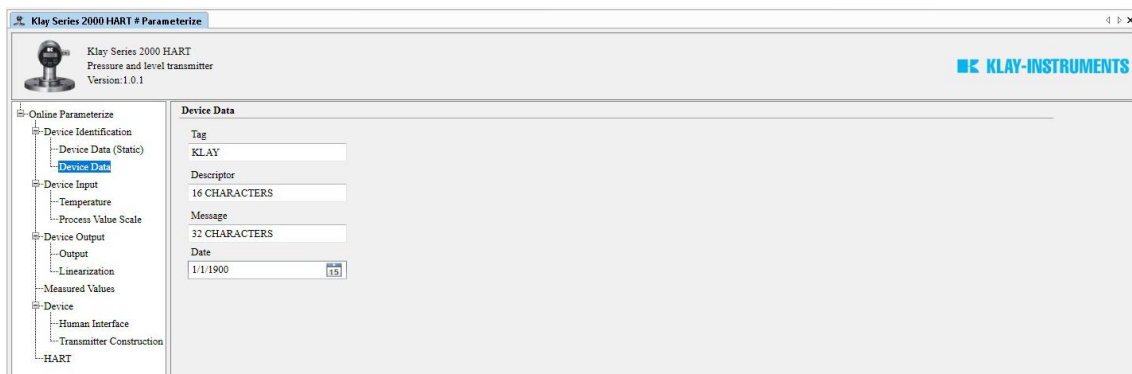 Klay Series 2000 HART # Parameterize
Klay Series 2000 HART
Pressure and level transmitter
Version:1.0.1
KLAY-INSTRUMENTS
Online Parameterize
Device Identification
Device Data (Static)
Device Data
Device Input
Temperature
Process Value Scale
Device Output
Output
Linearization
Measured Values
Device
Human Interface
Transmitter Construction
HART
Device Data
Tag
KLAY
Descriptor
16 CHARACTERS
Message
32 CHARACTERS
Date
1/1/1900
15